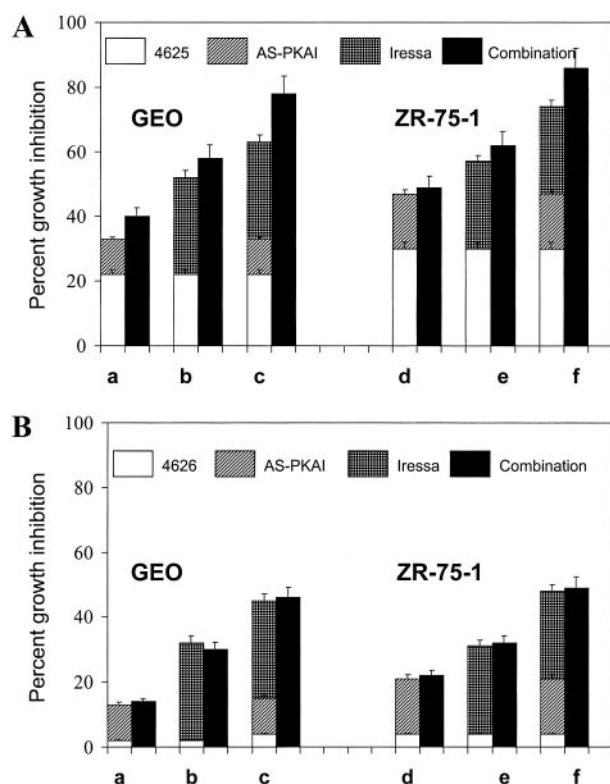 A
100
4625 AS-PKAI Iressa Combination
80
GEO ZR-75-1
60
40
20
0
Percent growth inhibition
a b c d e f
B
100
4626 AS-PKAI Iressa Combination
80
60
GEO ZR-75-1
40
20
0
Percent growth inhibition
a b c d e f